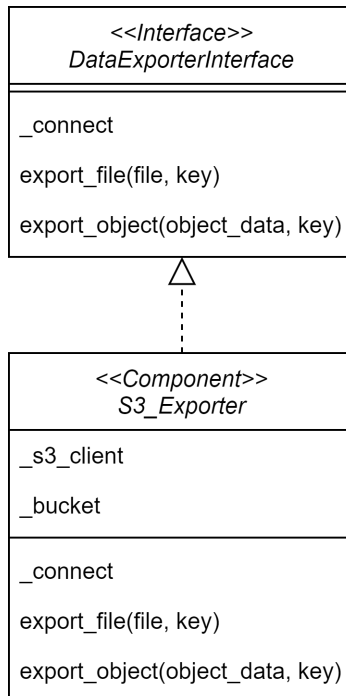 <<Interface>>
DataExporterInterface
_connect
export_file(file, key)
export_object(object_data, key)
<<Component>>
S3_Exporter
_s3_client
_bucket
_connect
export_file(file, key)
export_object(object_data, key)